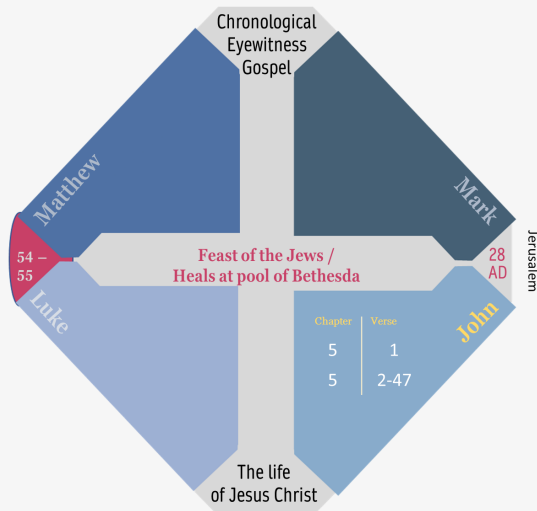 Chronological
Eyewitness
Gospel
Matthew
Mark
54 –
55
Feast of the Jews /
Heals at pool of Bethesda
28
AD
Jerusalem
Luke
John
Chapter Verse
5 1
5 2-47
The life
of Jesus Christ